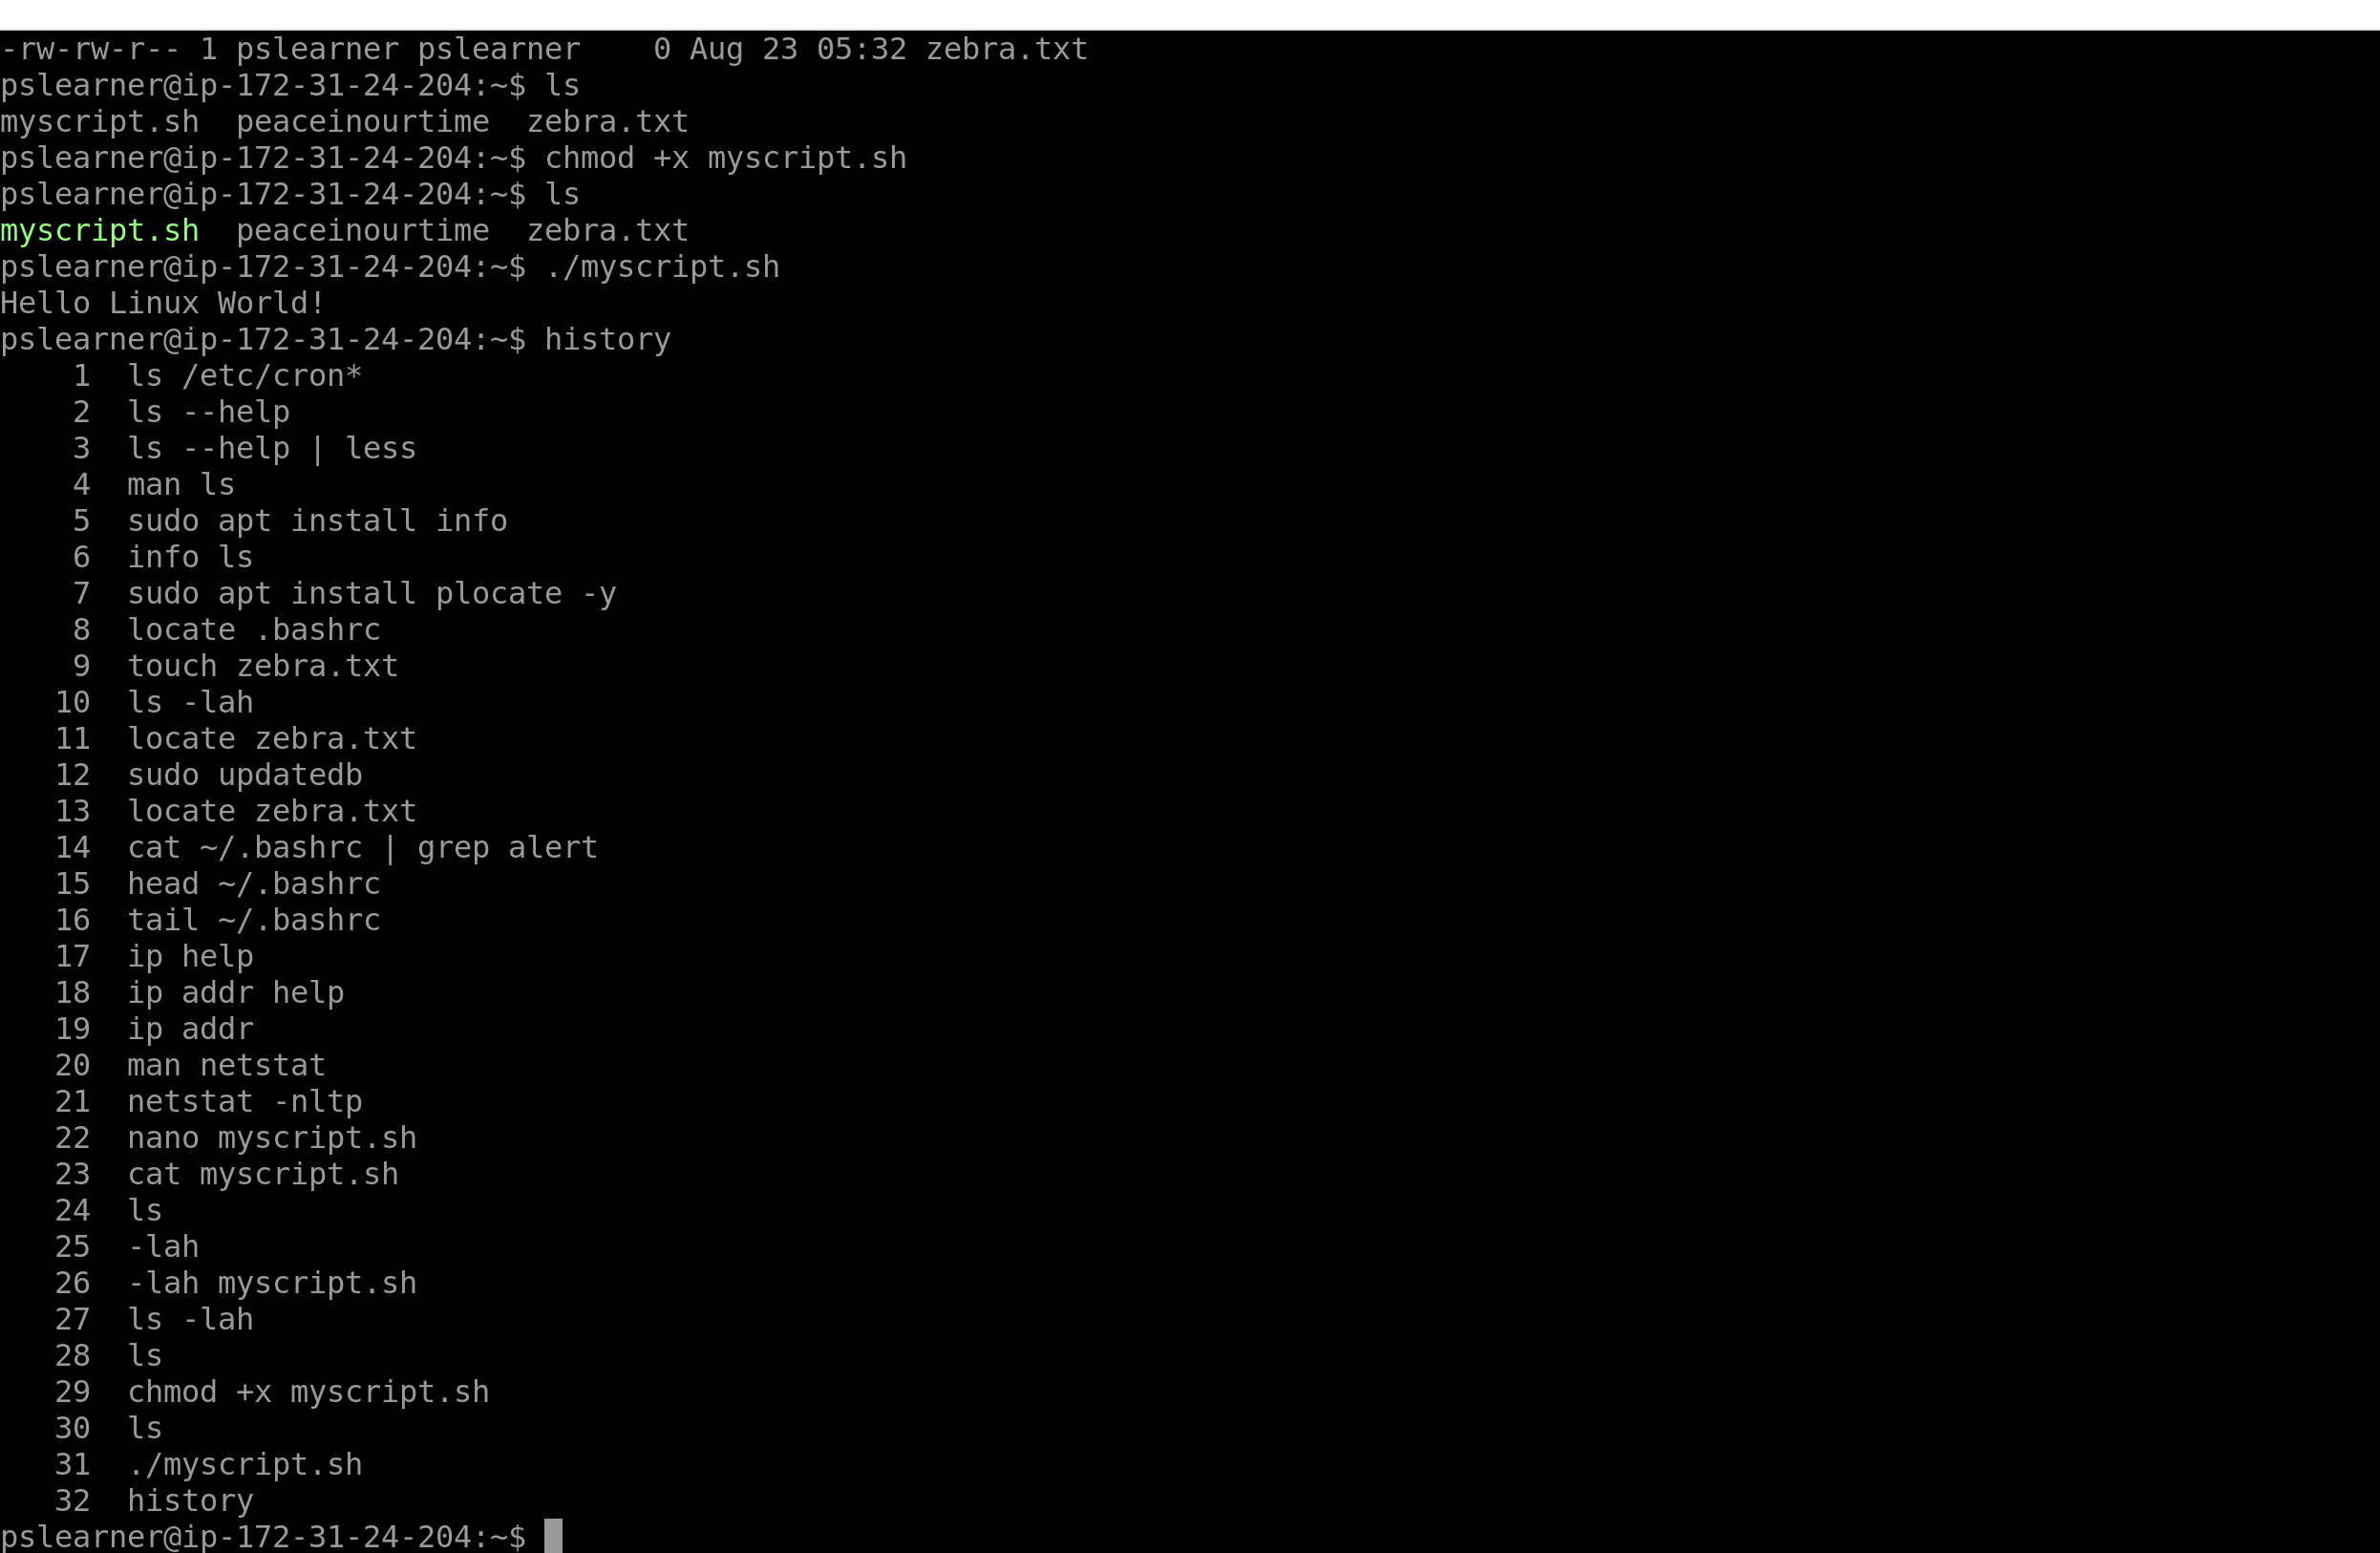 -rw-rw-r-- 1 pslearner pslearner    0 Aug 23 05:32 zebra.txt
pslearner@ip-172-31-24-204:~$ ls
myscript.sh  peaceinourtime  zebra.txt
pslearner@ip-172-31-24-204:~$ chmod +x myscript.sh
pslearner@ip-172-31-24-204:~$ ls
myscript.sh  peaceinourtime  zebra.txt
pslearner@ip-172-31-24-204:~$ ./myscript.sh
Hello Linux World!
pslearner@ip-172-31-24-204:~$ history
    1  ls /etc/cron*
    2  ls --help
    3  ls --help | less
    4  man ls
    5  sudo apt install info
    6  info ls
    7  sudo apt install plocate -y
    8  locate .bashrc
    9  touch zebra.txt
   10  ls -lah
   11  locate zebra.txt
   12  sudo updatedb
   13  locate zebra.txt
   14  cat ~/.bashrc | grep alert
   15  head ~/.bashrc
   16  tail ~/.bashrc
   17  ip help
   18  ip addr help
   19  ip addr
   20  man netstat
   21  netstat -nltp
   22  nano myscript.sh
   23  cat myscript.sh
   24  ls
   25  -lah
   26  -lah myscript.sh
   27  ls -lah
   28  ls
   29  chmod +x myscript.sh
   30  ls
   31  ./myscript.sh
   32  history
pslearner@ip-172-31-24-204:~$